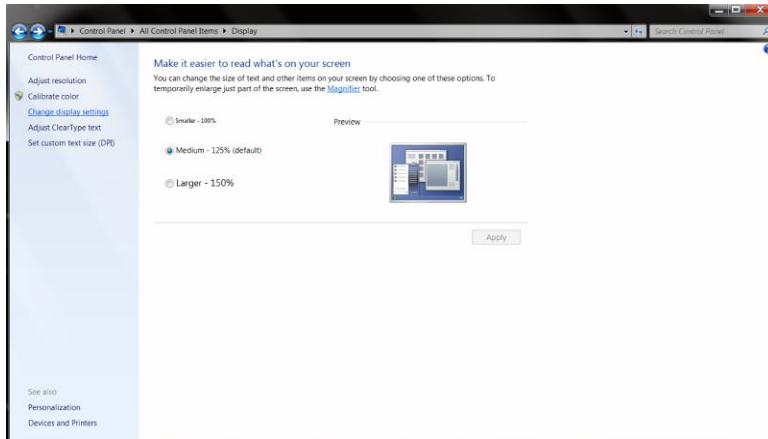 Control Panel ▸ All Control Panel Items ▸ Display
Search Control Panel
Control Panel Home
Adjust resolution
Calibrate color
Change display settings
Adjust ClearType text
Set custom text size (DPI)
See also
Personalization
Devices and Printers
Make it easier to read what's on your screen
You can change the size of text and other items on your screen by choosing one of these options. To
temporarily enlarge just part of the screen, use the Magnifier tool.
Smaller - 100%
Preview
Medium - 125% (default)
Larger - 150%
Apply